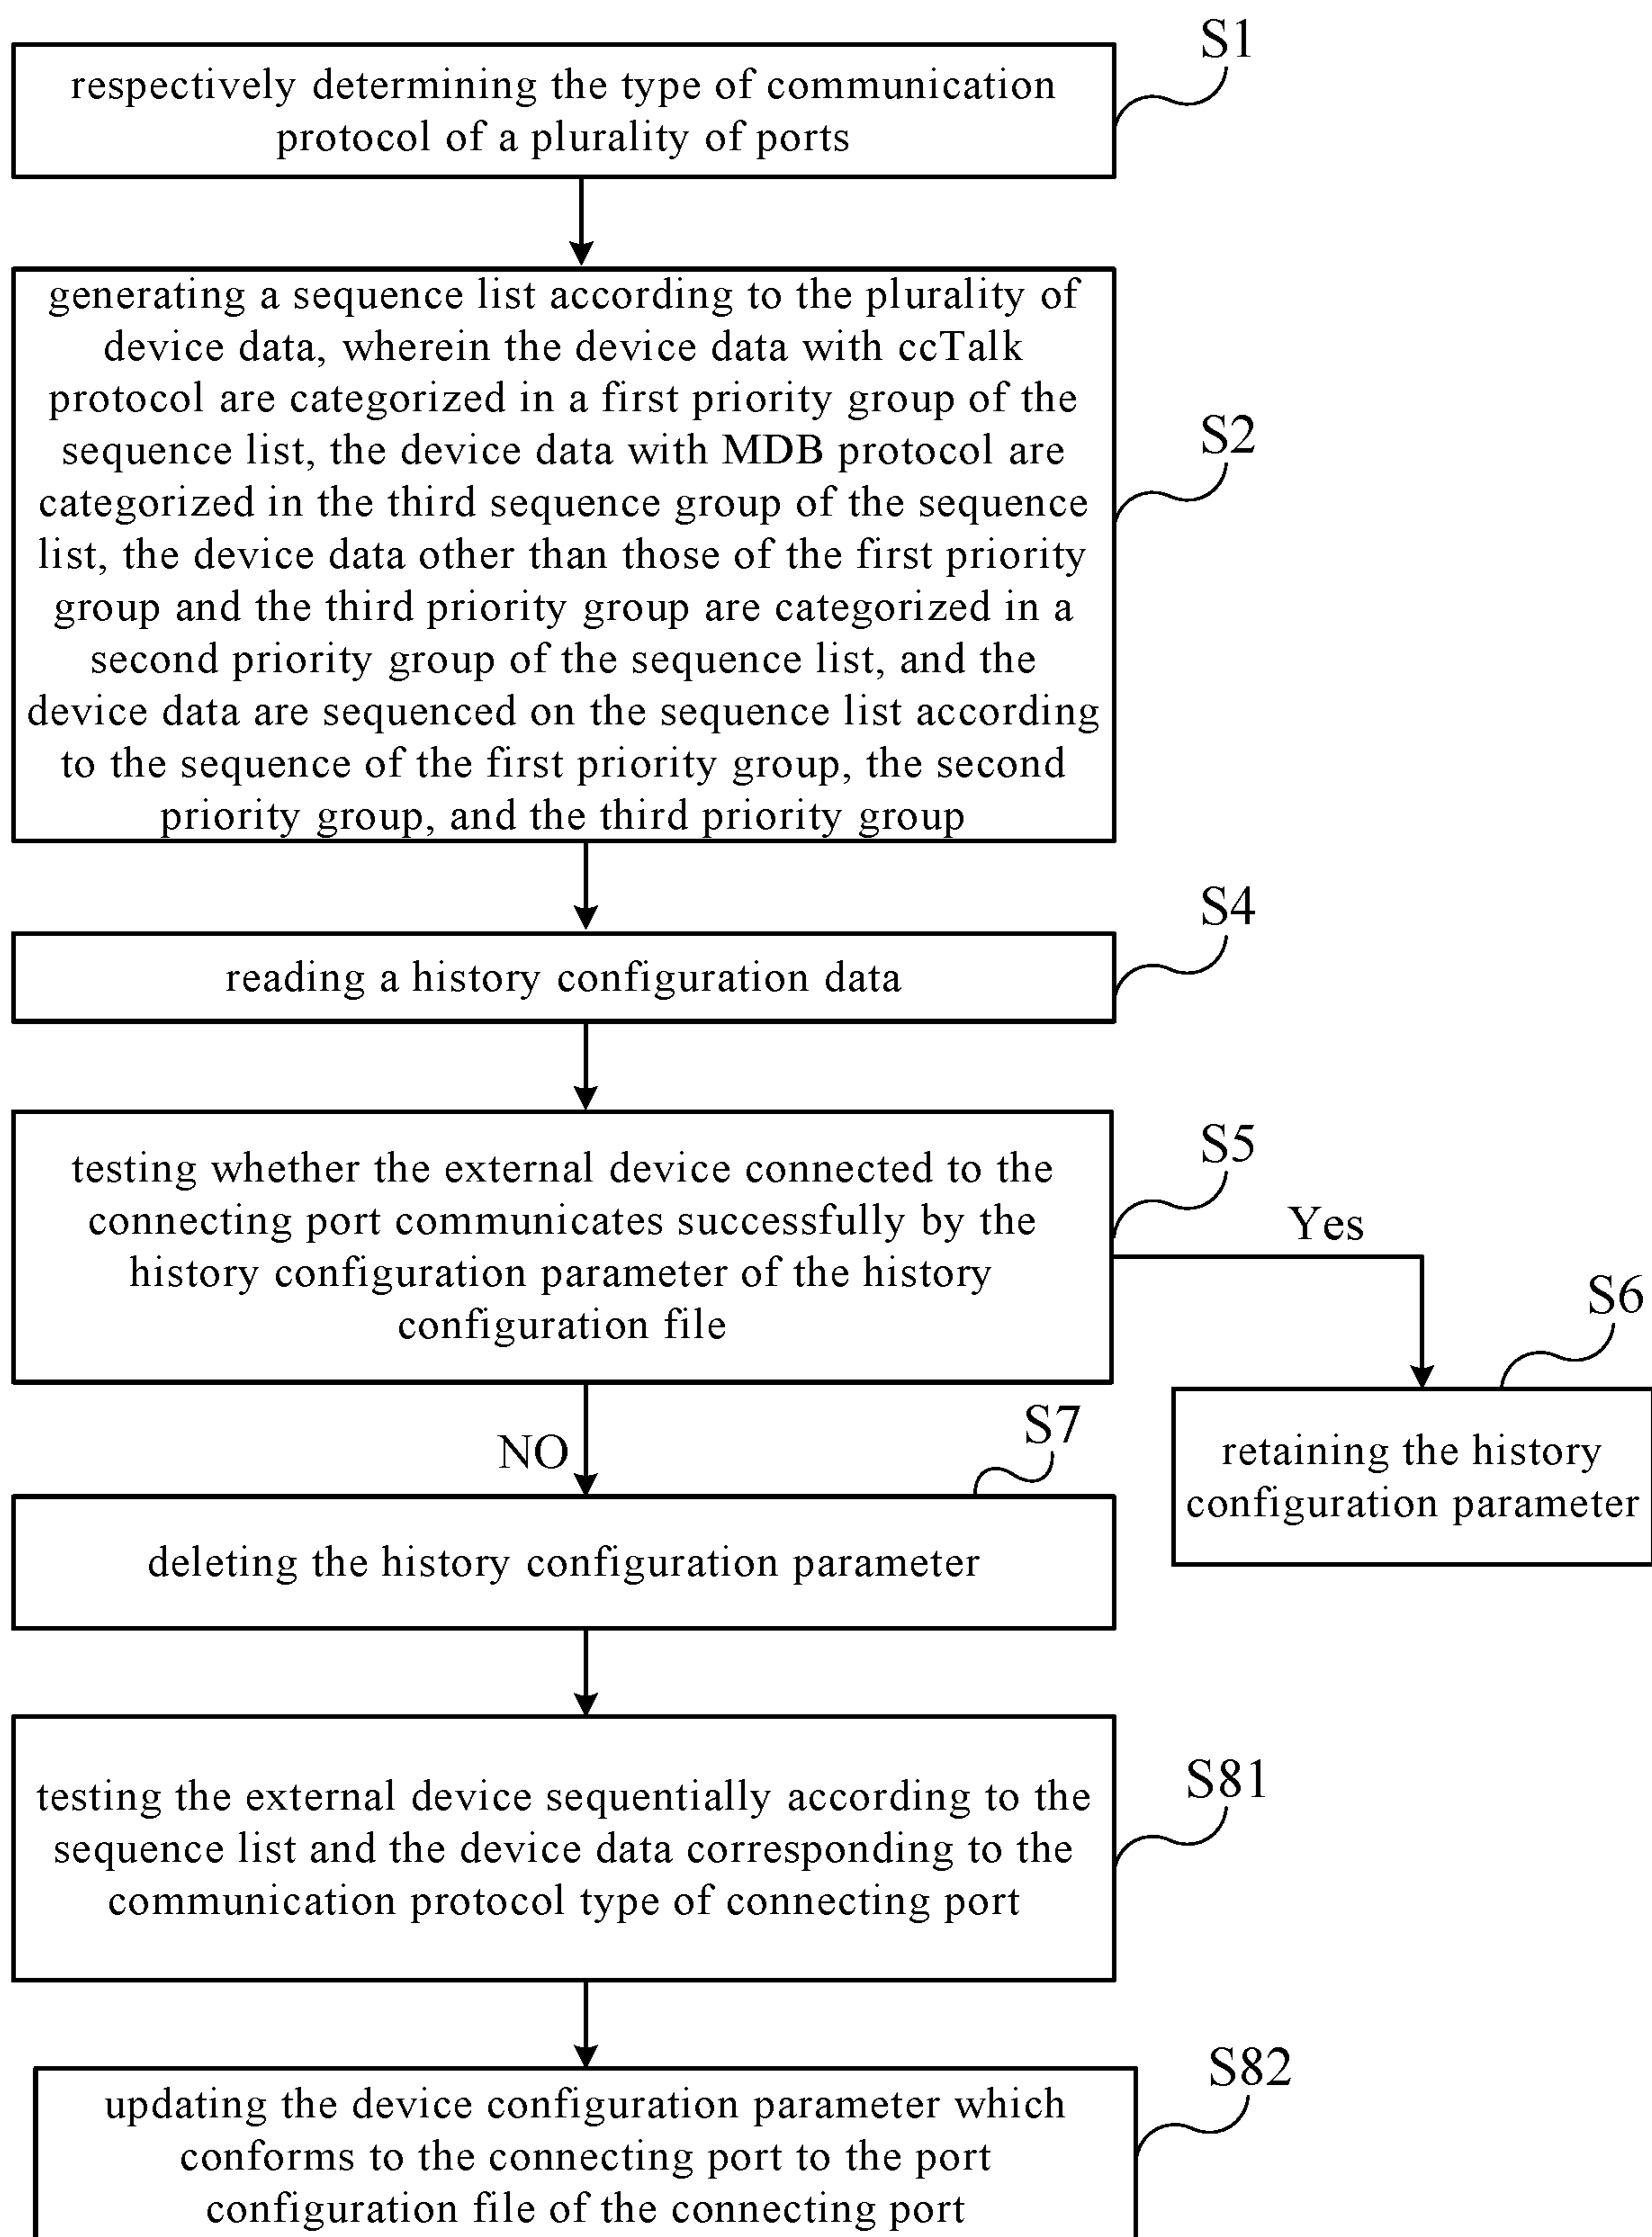 S1
respectively determining the type of communication
protocol of a plurality of ports
generating a sequence list according to the plurality of
device data, wherein the device data with ccTalk
protocol are categorized in a first priority group of the
sequence list, the device data with MDB protocol are
categorized in the third sequence group of the sequence
list, the device data other than those of the first priority
group and the third priority group are categorized in a
second priority group of the sequence list, and the
device data are sequenced on the sequence list according
to the sequence of the first priority group, the second
priority group, and the third priority group
S2
S4
reading a history configuration data
S5
testing whether the external device connected to the
connecting port communicates successfully by the
history configuration parameter of the history
configuration file
Yes
S6
retaining the history
configuration parameter
NO
S7
deleting the history configuration parameter
S81
testing the external device sequentially according to the
sequence list and the device data corresponding to the
communication protocol type of connecting port
S82
updating the device configuration parameter which
conforms to the connecting port to the port
configuration file of the connecting port